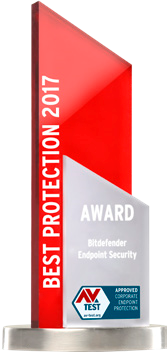 BEST PROTECTION 2017
AWARD
Bitdefender
Endpoint Security
AV
TEST
av-test.org
APPROVED
CORPORATE
ENDPOINT
PROTECTION